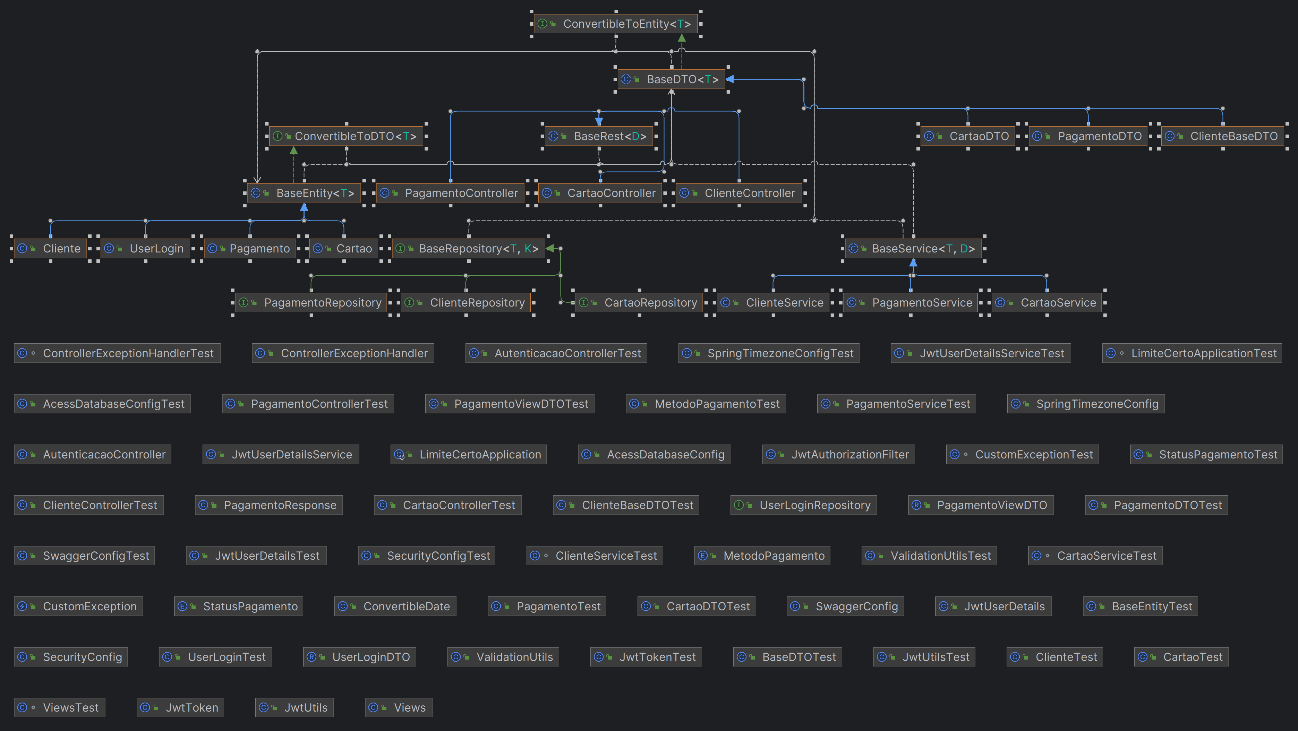 ConvertibleToEntity<T>
BaseDTO<T>
ConvertibleToDTO<T>
BaseRest<D>
CartaoDTO
PagamentoDTO
ClienteBaseDTO
BaseEntity<T>
PagamentoController
CartaoController
ClienteController
Cliente
UserLogin
Pagamento
Cartao
BaseRepository<T, K>
BaseService<T, D>
PagamentoRepository
ClienteRepository
CartaoRepository
ClienteService
PagamentoService
CartaoService
ControllerExceptionHandlerTest
ControllerExceptionHandler
AutenticacaoControllerTest
SpringTimezoneConfigTest
JwtUserDetailsServiceTest
LimiteCertoApplicationTest
AcessDatabaseConfigTest
PagamentoControllerTest
PagamentoViewDTOTest
MetodoPagamentoTest
PagamentoServiceTest
SpringTimezoneConfig
AutenticacaoController
JwtUserDetailsService
LimiteCertoApplication
AcessDatabaseConfig
JwtAuthorizationFilter
CustomExceptionTest
StatusPagamentoTest
ClienteControllerTest
PagamentoResponse
CartaoControllerTest
ClienteBaseDTOTest
UserLoginRepository
PagamentoViewDTO
PagamentoDTOTest
SwaggerConfigTest
JwtUserDetailsTest
SecurityConfigTest
ClienteServiceTest
MetodoPagamento
ValidationUtilsTest
CartaoServiceTest
CustomException
StatusPagamento
ConvertibleDate
PagamentoTest
CartaoDTOTest
SwaggerConfig
JwtUserDetails
BaseEntityTest
SecurityConfig
UserLoginTest
UserLoginDTO
ValidationUtils
JwtTokenTest
BaseDTOTest
JwtUtilsTest
ClienteTest
CartaoTest
ViewsTest
JwtToken
JwtUtils
Views